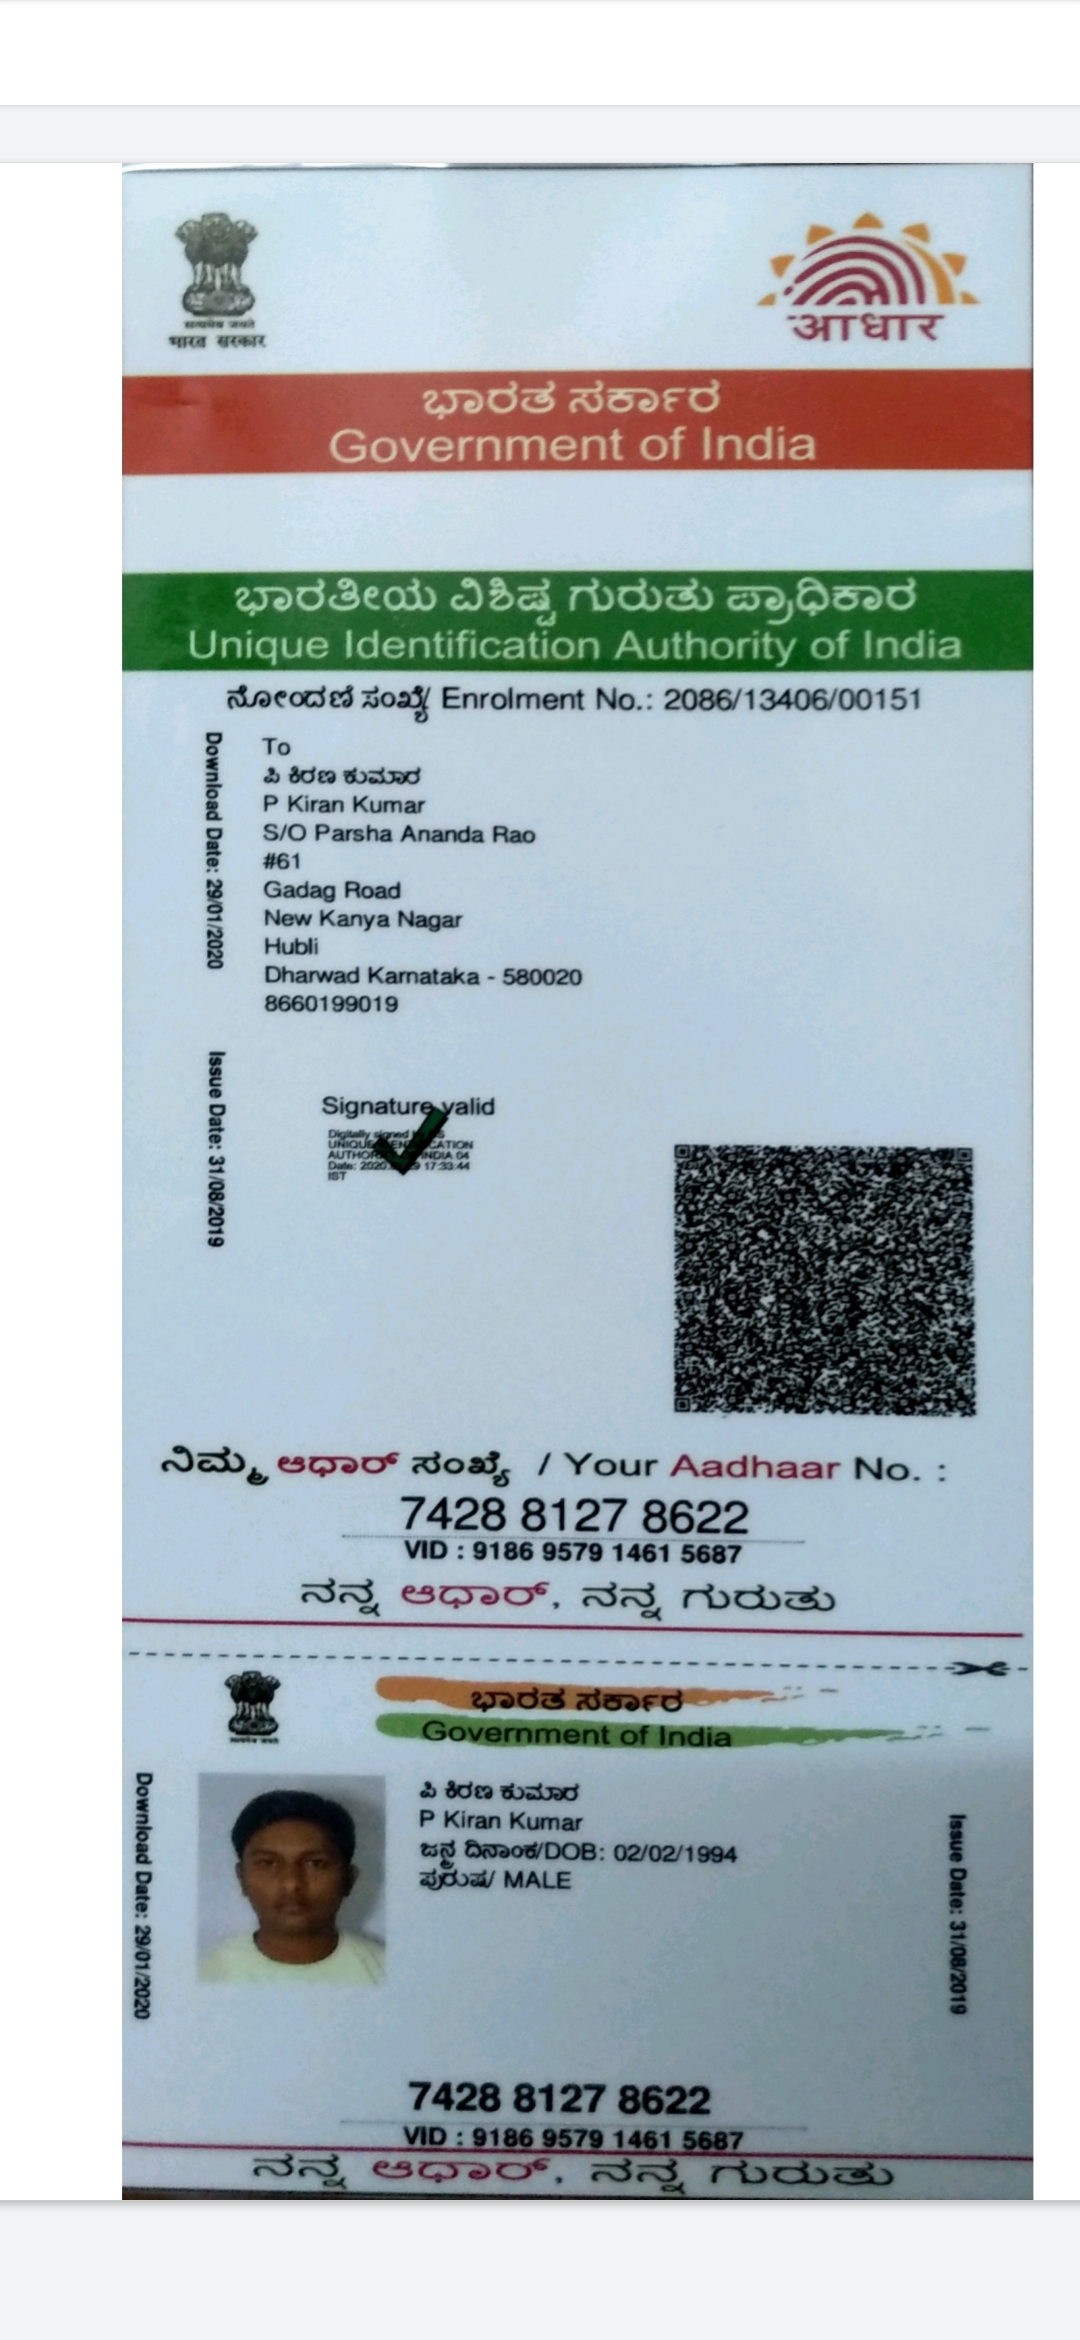 सत्यमेव जयते
भारत सरकार
आधार
ಭಾರತ ಸರ್ಕಾರ
Government of India
ಭಾರತೀಯ ವಿಶಿಷ್ಟ ಗುರುತು ಪ್ರಾಧಿಕಾರ
Unique Identification Authority of India
ನೋಂದಣಿ ಸಂಖ್ಯೆ/ Enrolment No.: 2086/13406/00151
Download Date: 29/01/2020
To
ಪಿ ಕಿರಣ ಕುಮಾರ
P Kiran Kumar
S/O Parsha Ananda Rao
#61
Gadag Road
New Kanya Nagar
Hubli
Dharwad Karnataka - 580020
8660199019
Issue Date: 31/08/2019
Signature valid
Digitally signed
UNIQUE
AUTHOR INDIA 04
Date: 2020 17:33:44
IST
ನಿಮ್ಮ ಆಧಾರ್ ಸಂಖ್ಯೆ / Your Aadhaar No. :
7428 8127 8622
VID : 9186 9579 1461 5687
ನನ್ನ ಆಧಾರ್, ನನ್ನ ಗುರುತು
ಭಾರತ ಸರ್ಕಾರ
Government of India
Download Date: 29/01/2020
ಪಿ ಕಿರಣ ಕುಮಾರ
P Kiran Kumar
ಜನ್ಮ ದಿನಾಂಕ/DOB: 02/02/1994
ಪುರುಷ/ MALE
Issue Date: 31/08/2019
7428 8127 8622
VID : 9186 9579 1461 5687
ನನ್ನ ಆಧಾರ್, ನನ್ನ ಗುರುತು